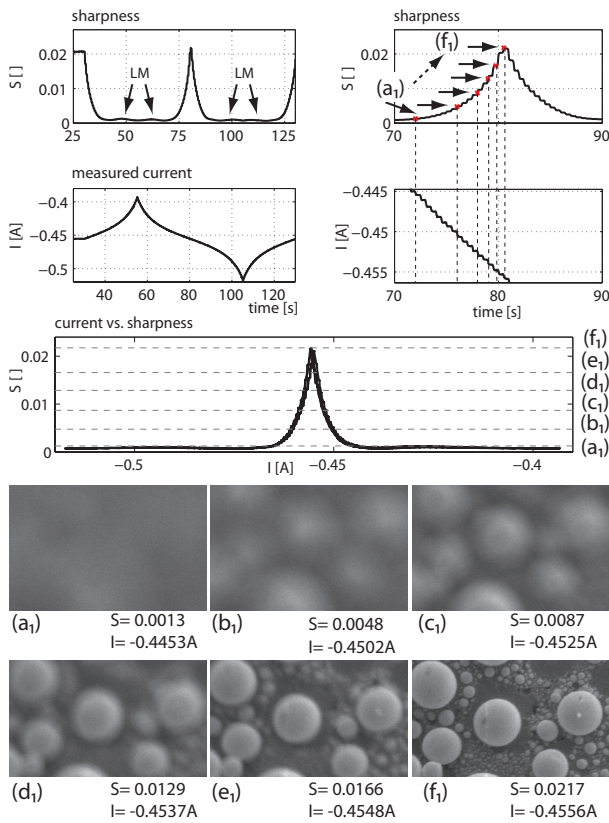 sharpness
S [ ]
0.02
0.01
0
LM
LM
25
50
75
100
125
sharpness
S [ ]
0.02
0.01
0
(f1)
(a1)
70
80
90
measured current
I [A]
−0.4
−0.45
−0.5
40
60
80
100
120
time [s]
I [A]
−0.445
−0.45
−0.455
70
80
90
time [s]
current vs. sharpness
S [ ]
0.02
0.01
0
−0.5
I [A]
−0.45
−0.4
(f1)
(e1)
(d1)
(c1)
(b1)
(a1)
(a1)
S= 0.0013
I= -0.4453A
(b1)
S= 0.0048
I= -0.4502A
(c1)
S= 0.0087
I= -0.4525A
(d1)
S= 0.0129
I= -0.4537A
(e1)
S= 0.0166
I= -0.4548A
(f1)
S= 0.0217
I= -0.4556A